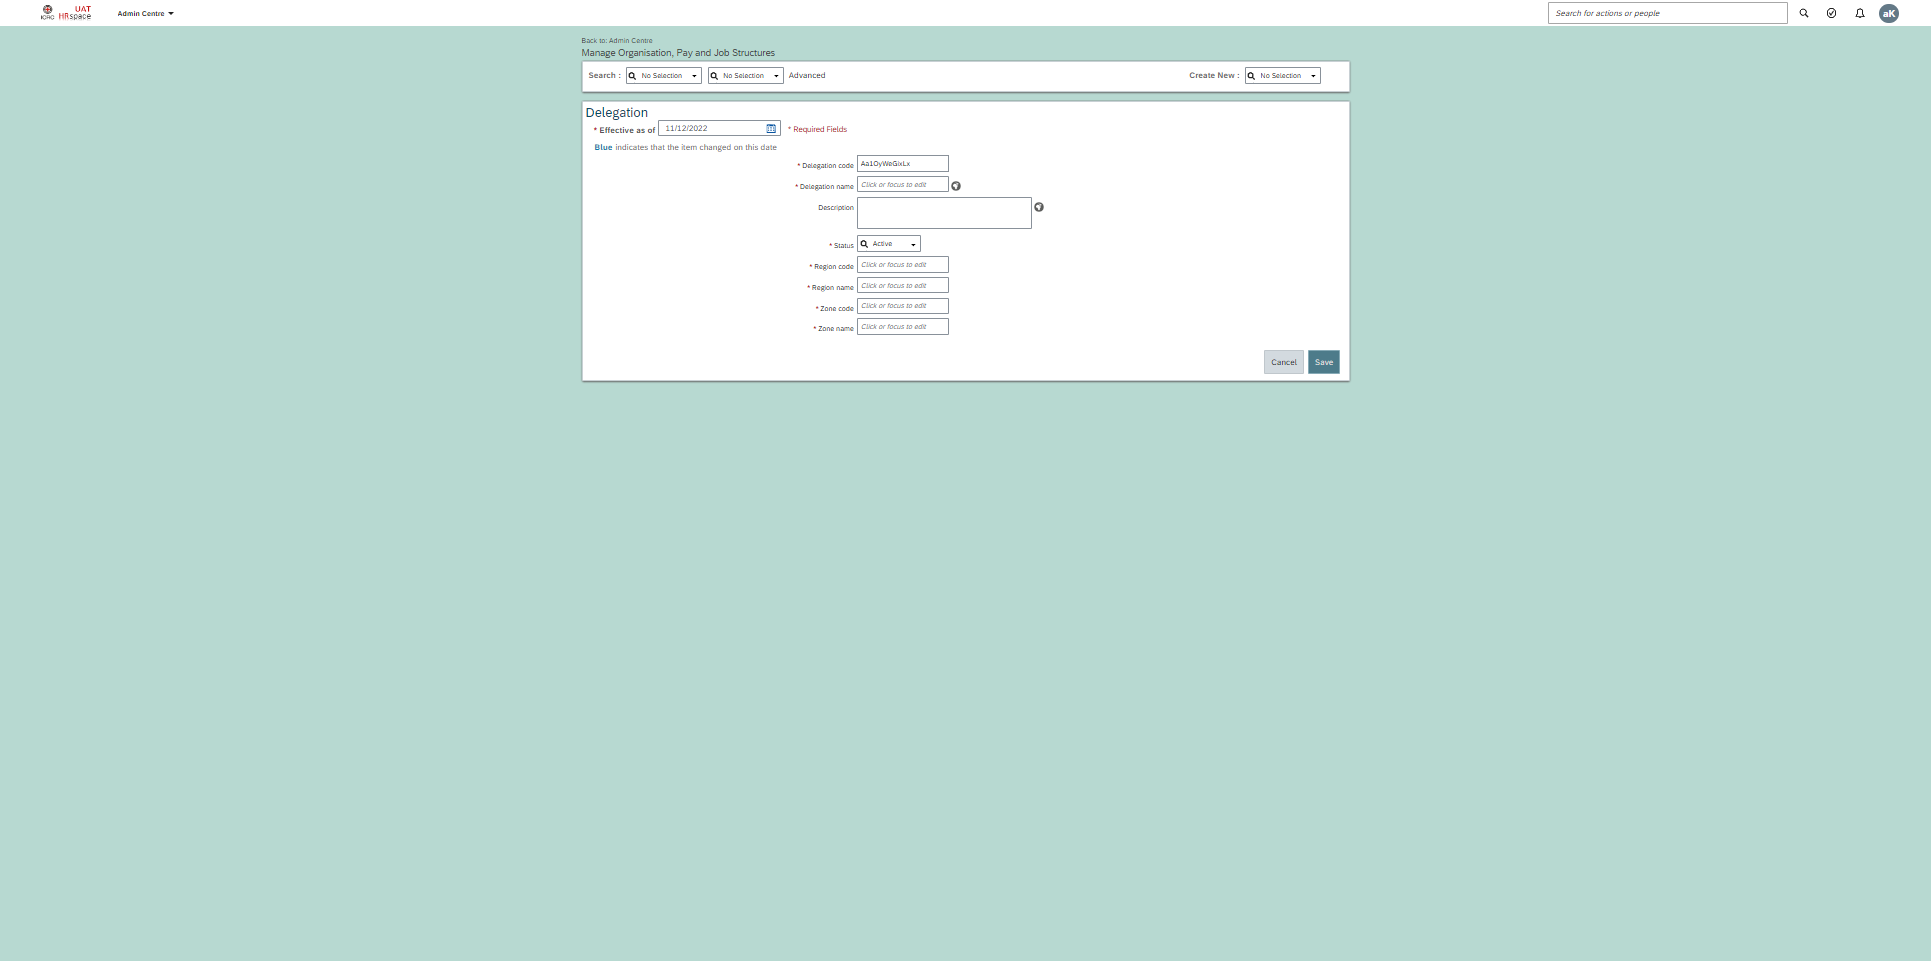 ICRC
UAT
HRspace
Admin Centre
Search for actions or people
aK
Back to: Admin Centre
Manage Organisation, Pay and Job Structures
Search : No Selection No Selection Advanced Create New : No Selection
Delegation
* Effective as of 11/12/2022 * Required Fields
Blue indicates that the item changed on this date
* Delegation code Aa1OyWeGixLx
* Delegation name Click or focus to edit
Description
* Status Active
* Region code Click or focus to edit
* Region name Click or focus to edit
* Zone code Click or focus to edit
* Zone name Click or focus to edit
Cancel Save